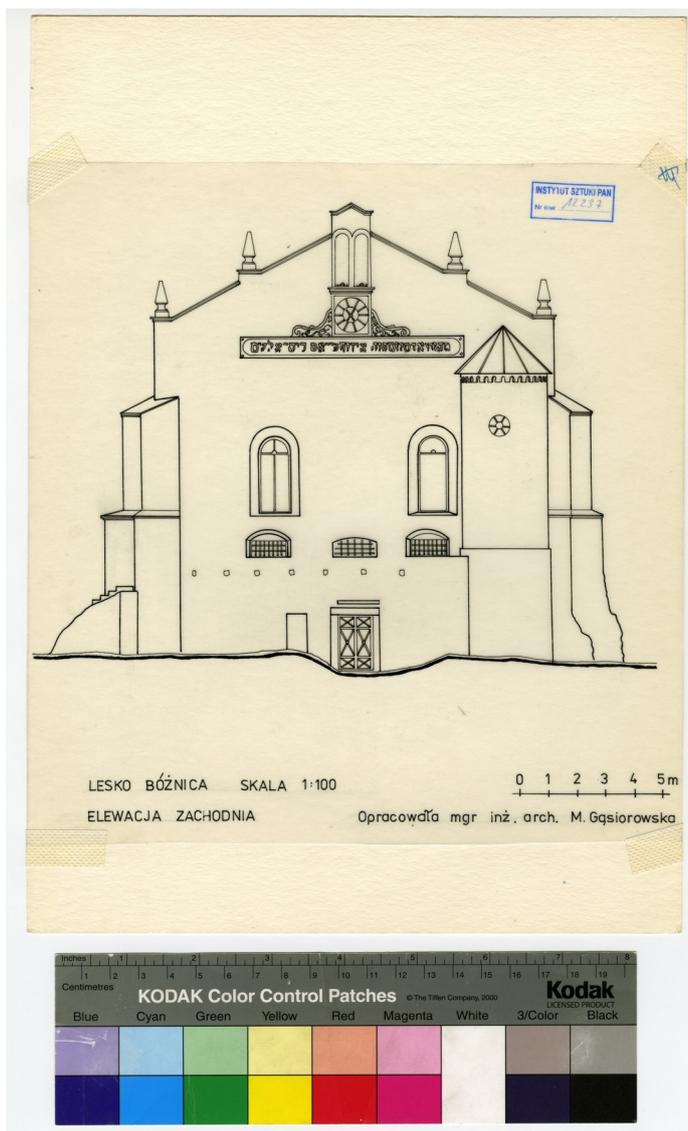 INSTYTUT SZTUKI PAN
Nr inw. 12237
LESKO BÓŻNICA SKALA 1:100
ELEWACJA ZACHODNIA
0 1 2 3 4 5m
Opracowała mgr inż. arch. M. Gąsiorowska
Inches 1 2 3 4 5 6 7 8
Centimetres 1 2 3 4 5 6 7 8 9 10 11 12 13 14 15 16 17 18 19
KODAK Color Control Patches © The Tiffen Company, 2000 Kodak
LICENSED PRODUCT
Blue Cyan Green Yellow Red Magenta White 3/Color Black